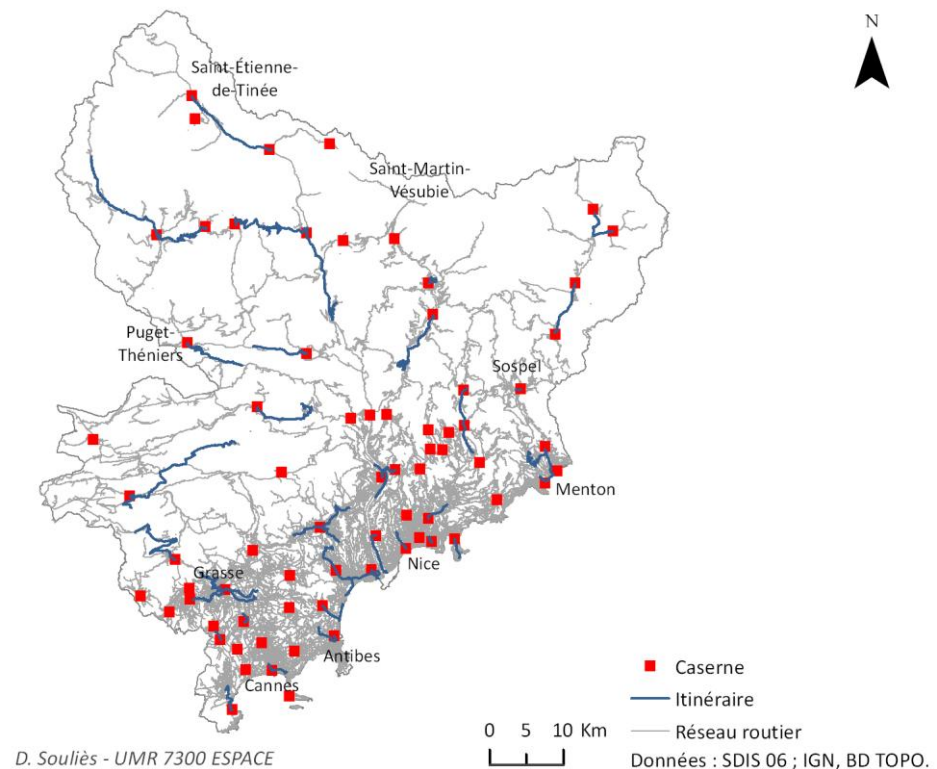 N
Saint-Étienne-
de-Tinée
Saint-Martin-
Vésubie
Puget-
Théniers
Sospel
Menton
Nice
Grasse
Antibes
Cannes
Caserne
Itinéraire
Réseau routier
0 5 10 Km
D. Souliès - UMR 7300 ESPACE
Données : SDIS 06 ; IGN, BD TOPO.